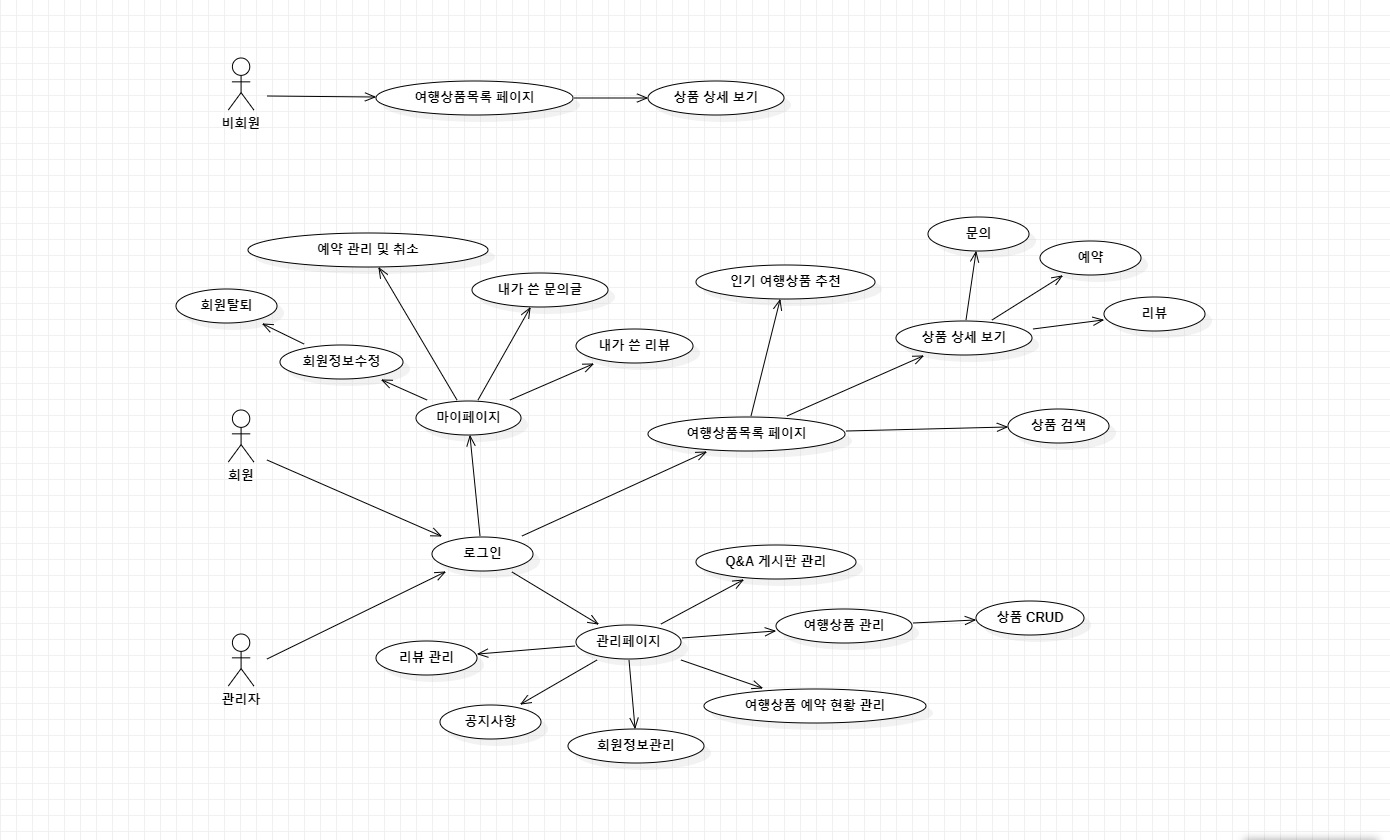 여행상품목록 페이지
상품 상세 보기
비회원
문의
예약 관리 및 취소
예약
인기 여행상품 추천
내가 쓴 문의글
회원탈퇴
리뷰
상품 상세 보기
내가 쓴 리뷰
회원정보수정
마이페이지
상품 검색
여행상품목록 페이지
회원
로그인
Q&A 게시판 관리
상품 CRUD
여행상품 관리
관리페이지
리뷰 관리
관리자
여행상품 예약 현황 관리
공지사항
회원정보관리